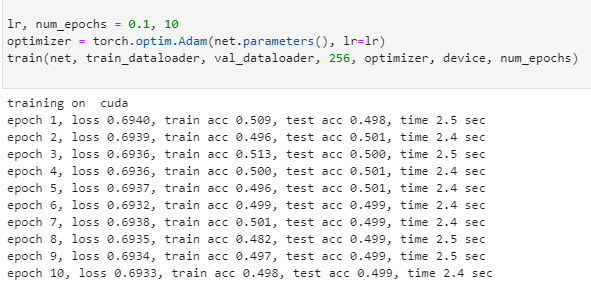 lr, num_epochs = 0.1, 10
optimizer = torch.optim.Adam(net.parameters(), lr=lr)
train(net, train_dataloader, val_dataloader, 256, optimizer, device, num_epochs)
training on  cuda
epoch 1, loss 0.6940, train acc 0.509, test acc 0.498, time 2.5 sec
epoch 2, loss 0.6939, train acc 0.496, test acc 0.501, time 2.4 sec
epoch 3, loss 0.6936, train acc 0.513, test acc 0.500, time 2.5 sec
epoch 4, loss 0.6936, train acc 0.500, test acc 0.501, time 2.4 sec
epoch 5, loss 0.6937, train acc 0.496, test acc 0.501, time 2.4 sec
epoch 6, loss 0.6932, train acc 0.499, test acc 0.499, time 2.4 sec
epoch 7, loss 0.6938, train acc 0.501, test acc 0.499, time 2.4 sec
epoch 8, loss 0.6935, train acc 0.482, test acc 0.499, time 2.5 sec
epoch 9, loss 0.6934, train acc 0.497, test acc 0.499, time 2.5 sec
epoch 10, loss 0.6933, train acc 0.498, test acc 0.499, time 2.4 sec